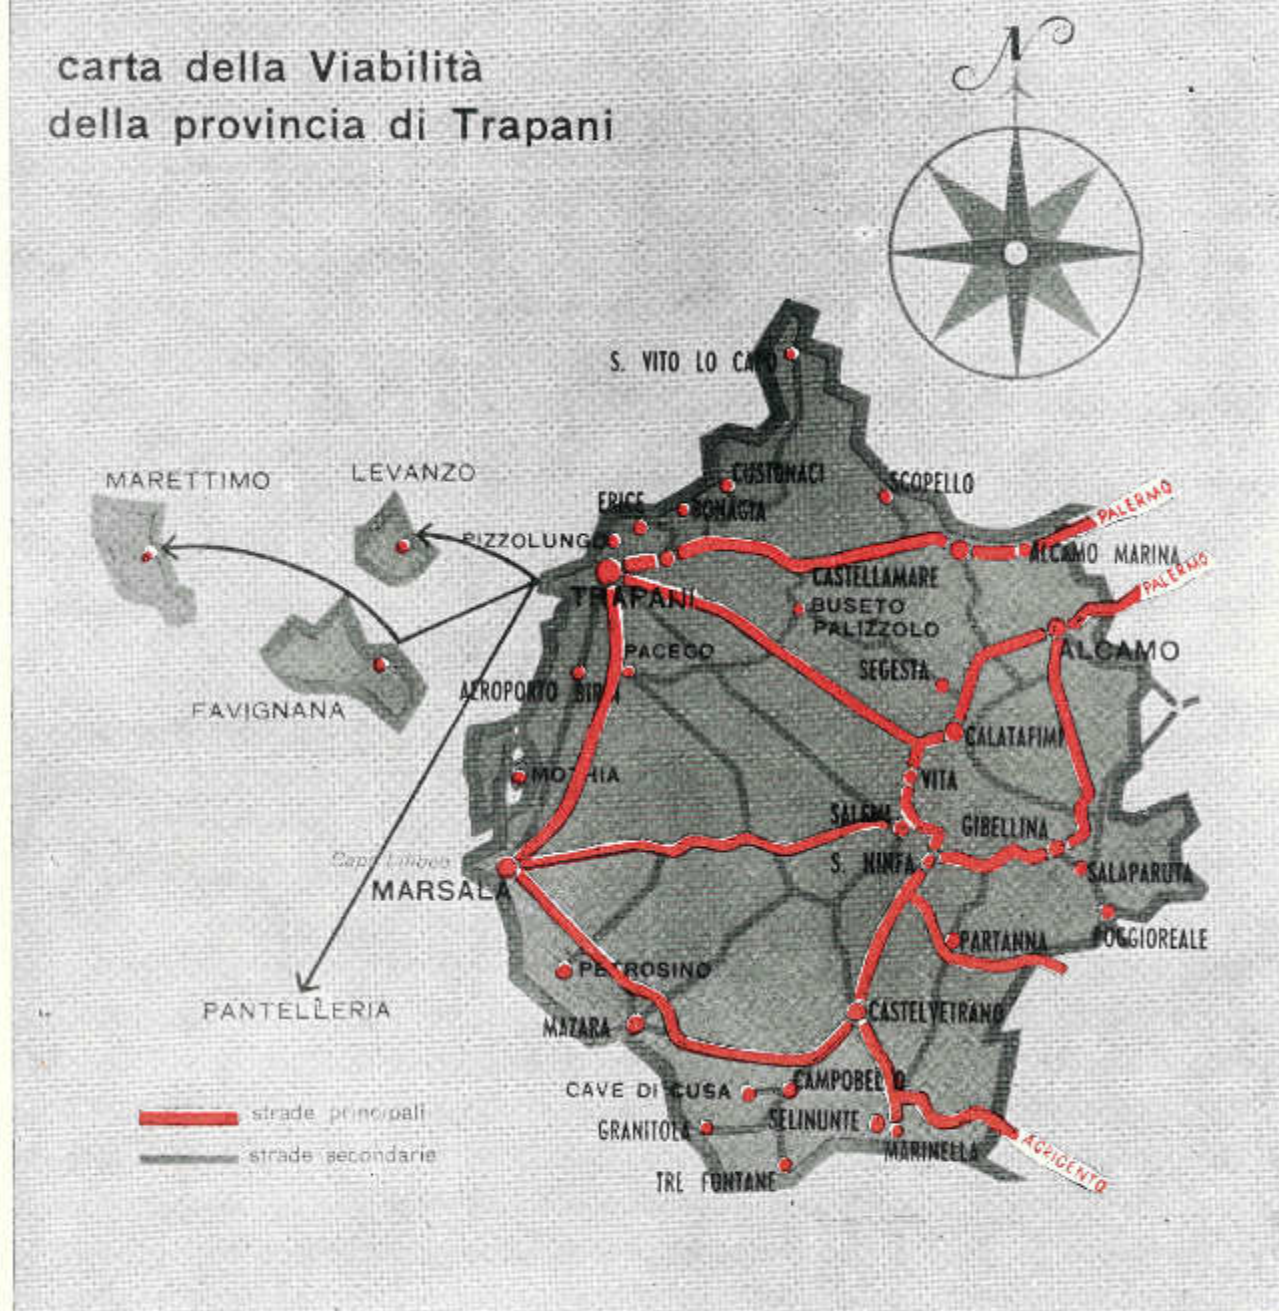 carta della Viabilità
della provincia di Trapani
N
S. VITO LO CAPO
MARETTIMO
LEVANZO
CUSTONACI
SCOPELLO
ERICE
BONAGIA
PALERMO
PIZZOLUNGO
ALCAMO MARINA
CASTELLAMARE
PALERMO
TRAPANI
BUSETO
PALIZZOLO
PACECO
ALCAMO
SEGESTA
AEROPORTO BIRGI
FAVIGNANA
CALATAFIMI
MOTHIA
VITA
SALEMI
GIBELLINA
Capo Lilibeo
S. NINFA
SALAPARUTA
MARSALA
PARTANNA
POGGIOREALE
PETROSINO
PANTELLERIA
MAZARA
CASTELVETRANO
CAVE DI CUSA
CAMPOBELLO
strade principali
GRANITOLA
SELINUNTE
MARINELLA
AGRIGENTO
strade secondarie
TRE FONTANE